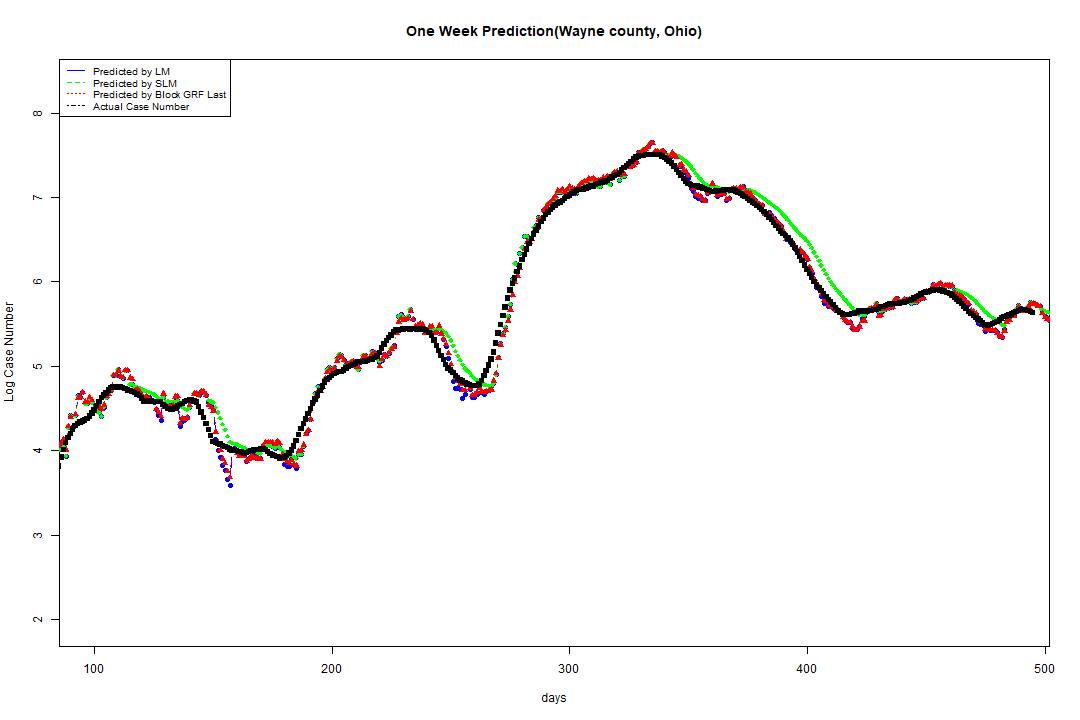 One Week Prediction(Wayne county, Ohio)
Predicted by LM
Predicted by SLM
Predicted by Block GRF Last
Actual Case Number
Log Case Number
8
7
6
5
4
3
2
100 200 300 400 500
days